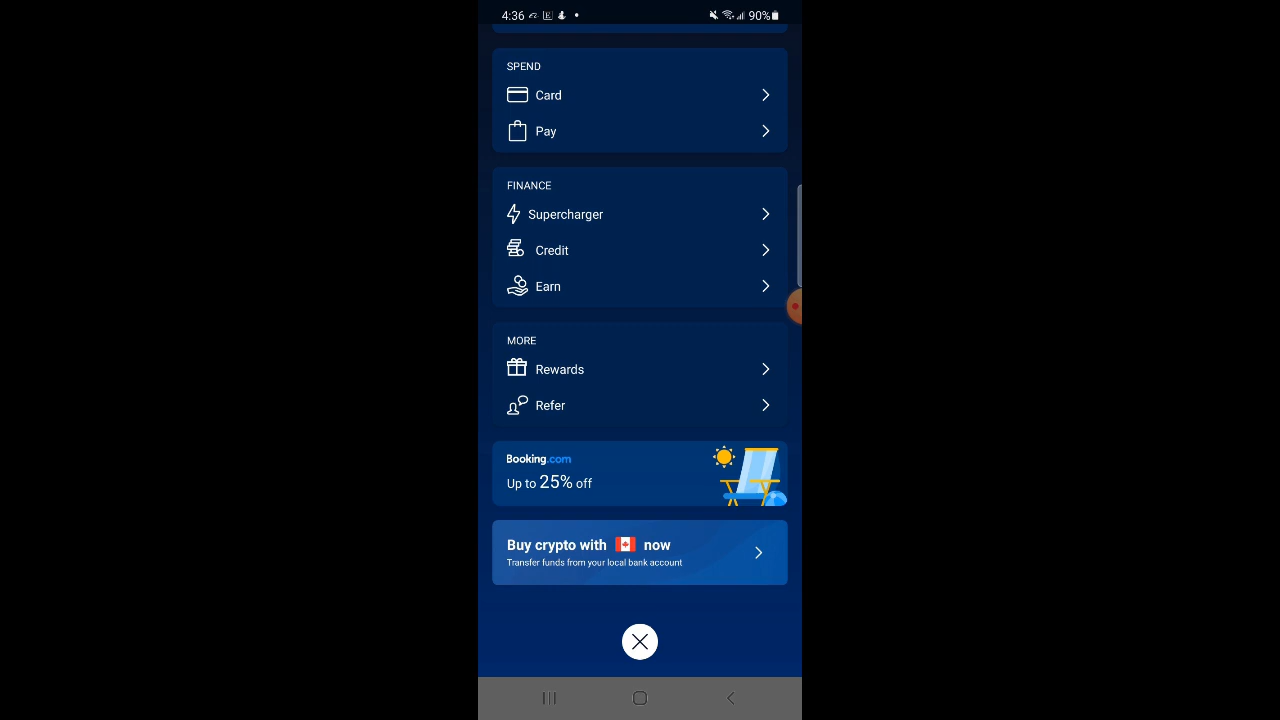 4:36
90%
SPEND
Card
Pay
FINANCE
Supercharger
Credit
Earn
MORE
Rewards
Refer
Booking.com
Up to 25% off
Buy crypto with now
Transfer funds from your local bank account